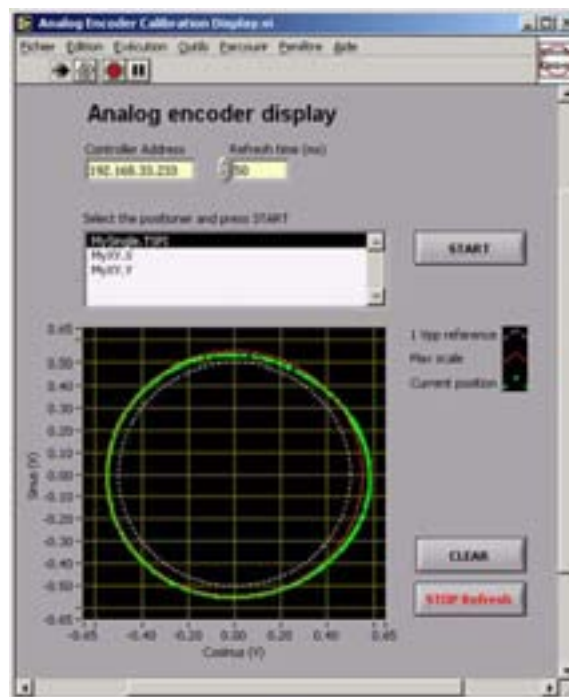 Analog Encoder Calibration Display.vi
Fichier Edition Exécution Outils Parcourir Fenêtre Aide
Analog encoder display
Controller Address Refresh time (ms)
192.168.33.233 50
Select the positioner and press START
START
MyXY.X
MyXY.Y
0.65
0.50
0.40
0.30
0.20
0.10
0.00
-0.10
-0.20
-0.30
-0.40
-0.50
-0.65
Sinus (V)
-0.65 -0.40 -0.20 0.00 0.20 0.40 0.65
Cosinus (V)
1 Vpp reference
Max scale
Current position
CLEAR
STOP Refresh